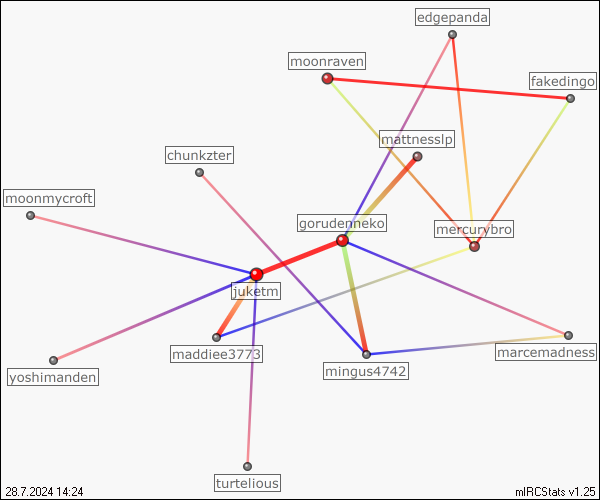 edgepanda
moonraven
fakedingo
mattnesslp
chunkzter
moonmycroft
gorudenneko
mercurybro
juketm
maddiee3773
marcemadness
mingus4742
yoshimanden
turtelious
28.7.2024 14:24
mIRCStats v1.25